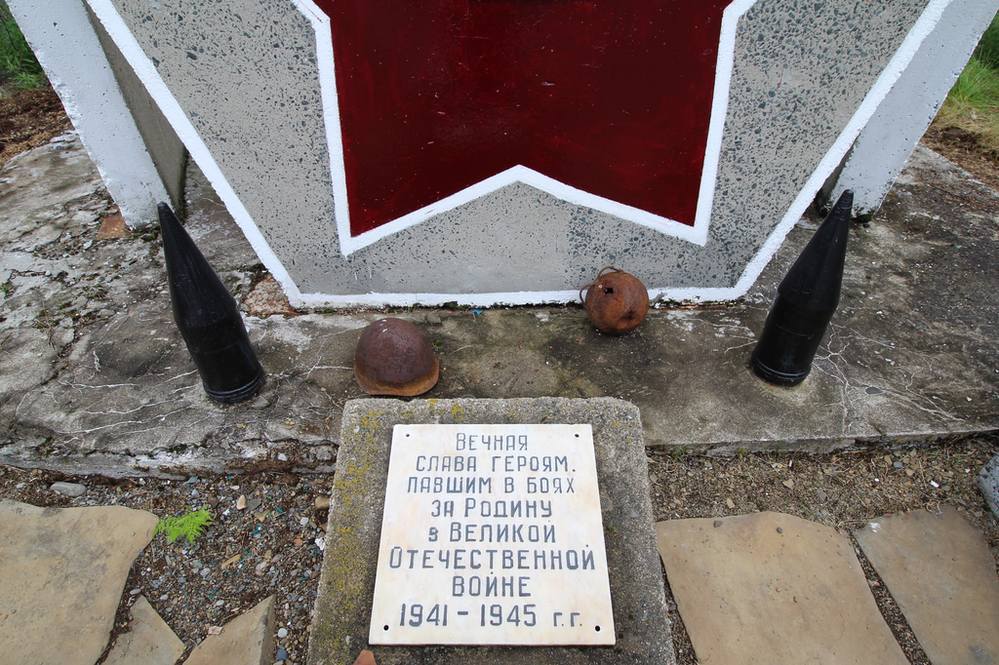 Вечная
слава героям.
павшим в боях
за Родину
в Великой
Отечественной
войне
1941 - 1945 г.г.